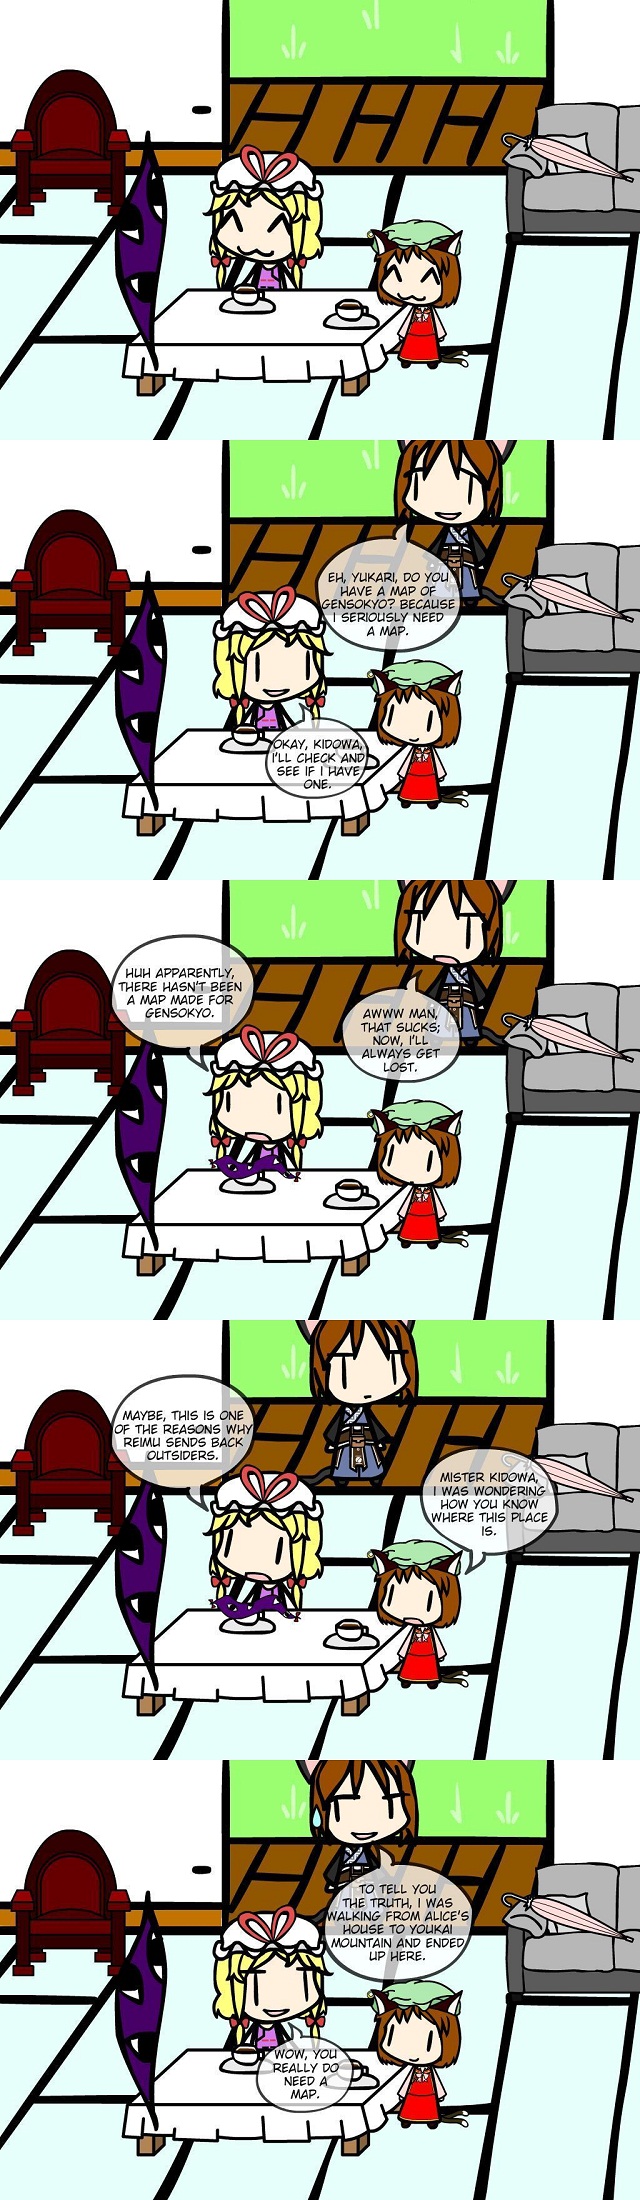 EH, YUKARI, DO YOU
HAVE A MAP OF
GENSOKYO? BECAUSE
I SERIOUSLY NEED
A MAP.
OKAY, KIDOWA,
I'LL CHECK AND
SEE IF I HAVE
ONE.
HUH APPARENTLY,
THERE HASN'T BEEN
A MAP MADE FOR
GENSOKYO.
AWWW MAN,
THAT SUCKS;
NOW, I'LL
ALWAYS GET
LOST.
MAYBE, THIS IS ONE
OF THE REASONS WHY
REIMU SENDS BACK
OUTSIDERS.
MISTER KIDOWA,
I WAS WONDERING
HOW YOU KNOW
WHERE THIS PLACE
IS.
TO TELL YOU
THE TRUTH, I WAS
WALKING FROM ALICE'S
HOUSE TO YOUKAI
MOUNTAIN AND ENDED
UP HERE.
WOW, YOU
REALLY DO
NEED A
MAP.